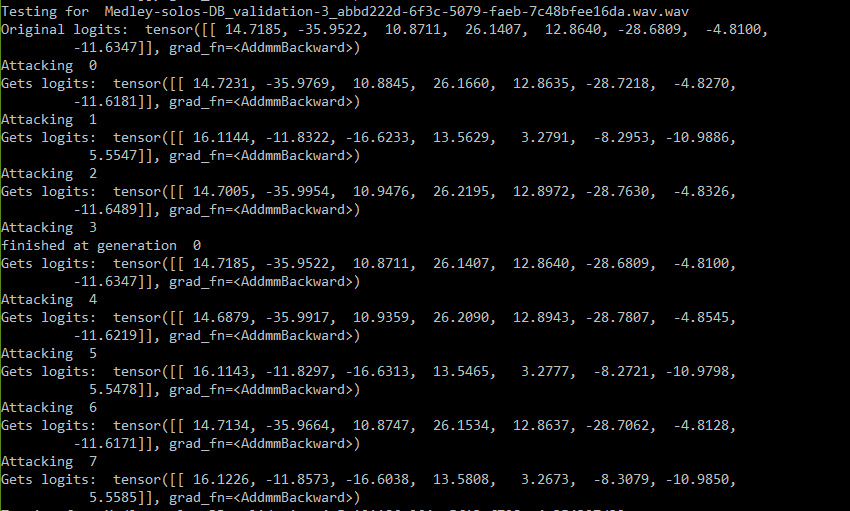 Testing for  Medley-solos-DB_validation-3_abbd222d-6f3c-5079-faeb-7c48bfee16da.wav.wav
Original logits:  tensor([[ 14.7185, -35.9522,  10.8711,  26.1407,  12.8640, -28.6809,  -4.8100,
         -11.6347]], grad_fn=<AddmmBackward>)
Attacking  0
Gets logits:  tensor([[ 14.7231, -35.9769,  10.8845,  26.1660,  12.8635, -28.7218,  -4.8270,
         -11.6181]], grad_fn=<AddmmBackward>)
Attacking  1
Gets logits:  tensor([[ 16.1144, -11.8322, -16.6233,  13.5629,   3.2791,  -8.2953, -10.9886,
           5.5547]], grad_fn=<AddmmBackward>)
Attacking  2
Gets logits:  tensor([[ 14.7005, -35.9954,  10.9476,  26.2195,  12.8972, -28.7630,  -4.8326,
         -11.6489]], grad_fn=<AddmmBackward>)
Attacking  3
finished at generation  0
Gets logits:  tensor([[ 14.7185, -35.9522,  10.8711,  26.1407,  12.8640, -28.6809,  -4.8100,
         -11.6347]], grad_fn=<AddmmBackward>)
Attacking  4
Gets logits:  tensor([[ 14.6879, -35.9917,  10.9359,  26.2090,  12.8943, -28.7807,  -4.8545,
         -11.6219]], grad_fn=<AddmmBackward>)
Attacking  5
Gets logits:  tensor([[ 16.1143, -11.8297, -16.6313,  13.5465,   3.2777,  -8.2721, -10.9798,
           5.5478]], grad_fn=<AddmmBackward>)
Attacking  6
Gets logits:  tensor([[ 14.7134, -35.9664,  10.8747,  26.1534,  12.8637, -28.7062,  -4.8128,
         -11.6171]], grad_fn=<AddmmBackward>)
Attacking  7
Gets logits:  tensor([[ 16.1226, -11.8573, -16.6038,  13.5808,   3.2673,  -8.3079, -10.9850,
           5.5585]], grad_fn=<AddmmBackward>)